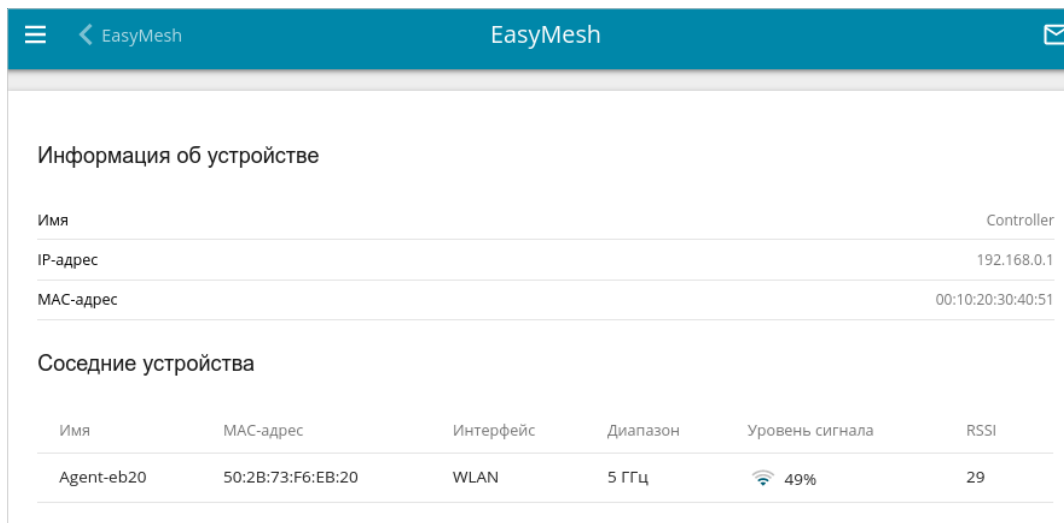 EasyMesh EasyMesh
Информация об устройстве
Имя Controller
IP-адрес 192.168.0.1
MAC-адрес 00:10:20:30:40:51
Соседние устройства
Имя MAC-адрес Интерфейс Диапазон Уровень сигнала RSSI
Agent-eb20 50:2B:73:F6:EB:20 WLAN 5 ГГц 49% 29